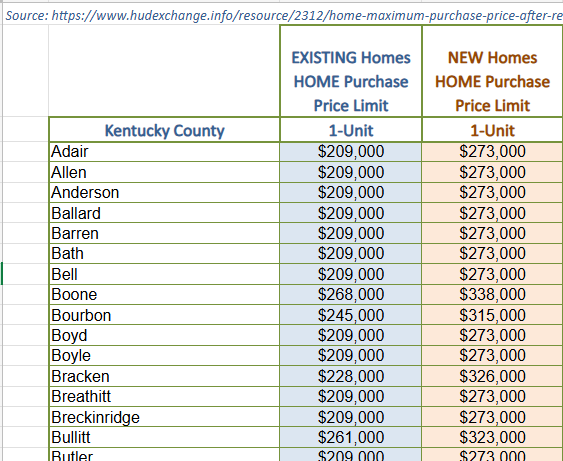 Source: https://www.hudexchange.info/resource/2312/home-maximum-purchase-price-after-re
EXISTING Homes NEW Homes
HOME Purchase HOME Purchase
Price Limit Price Limit
Kentucky County 1-Unit 1-Unit
Adair $209,000 $273,000
Allen $209,000 $273,000
Anderson $209,000 $273,000
Ballard $209,000 $273,000
Barren $209,000 $273,000
Bath $209,000 $273,000
Bell $209,000 $273,000
Boone $268,000 $338,000
Bourbon $245,000 $315,000
Boyd $209,000 $273,000
Boyle $209,000 $273,000
Bracken $228,000 $326,000
Breathitt $209,000 $273,000
Breckinridge $209,000 $273,000
Bullitt $261,000 $323,000
Butler $209,000 $273,000